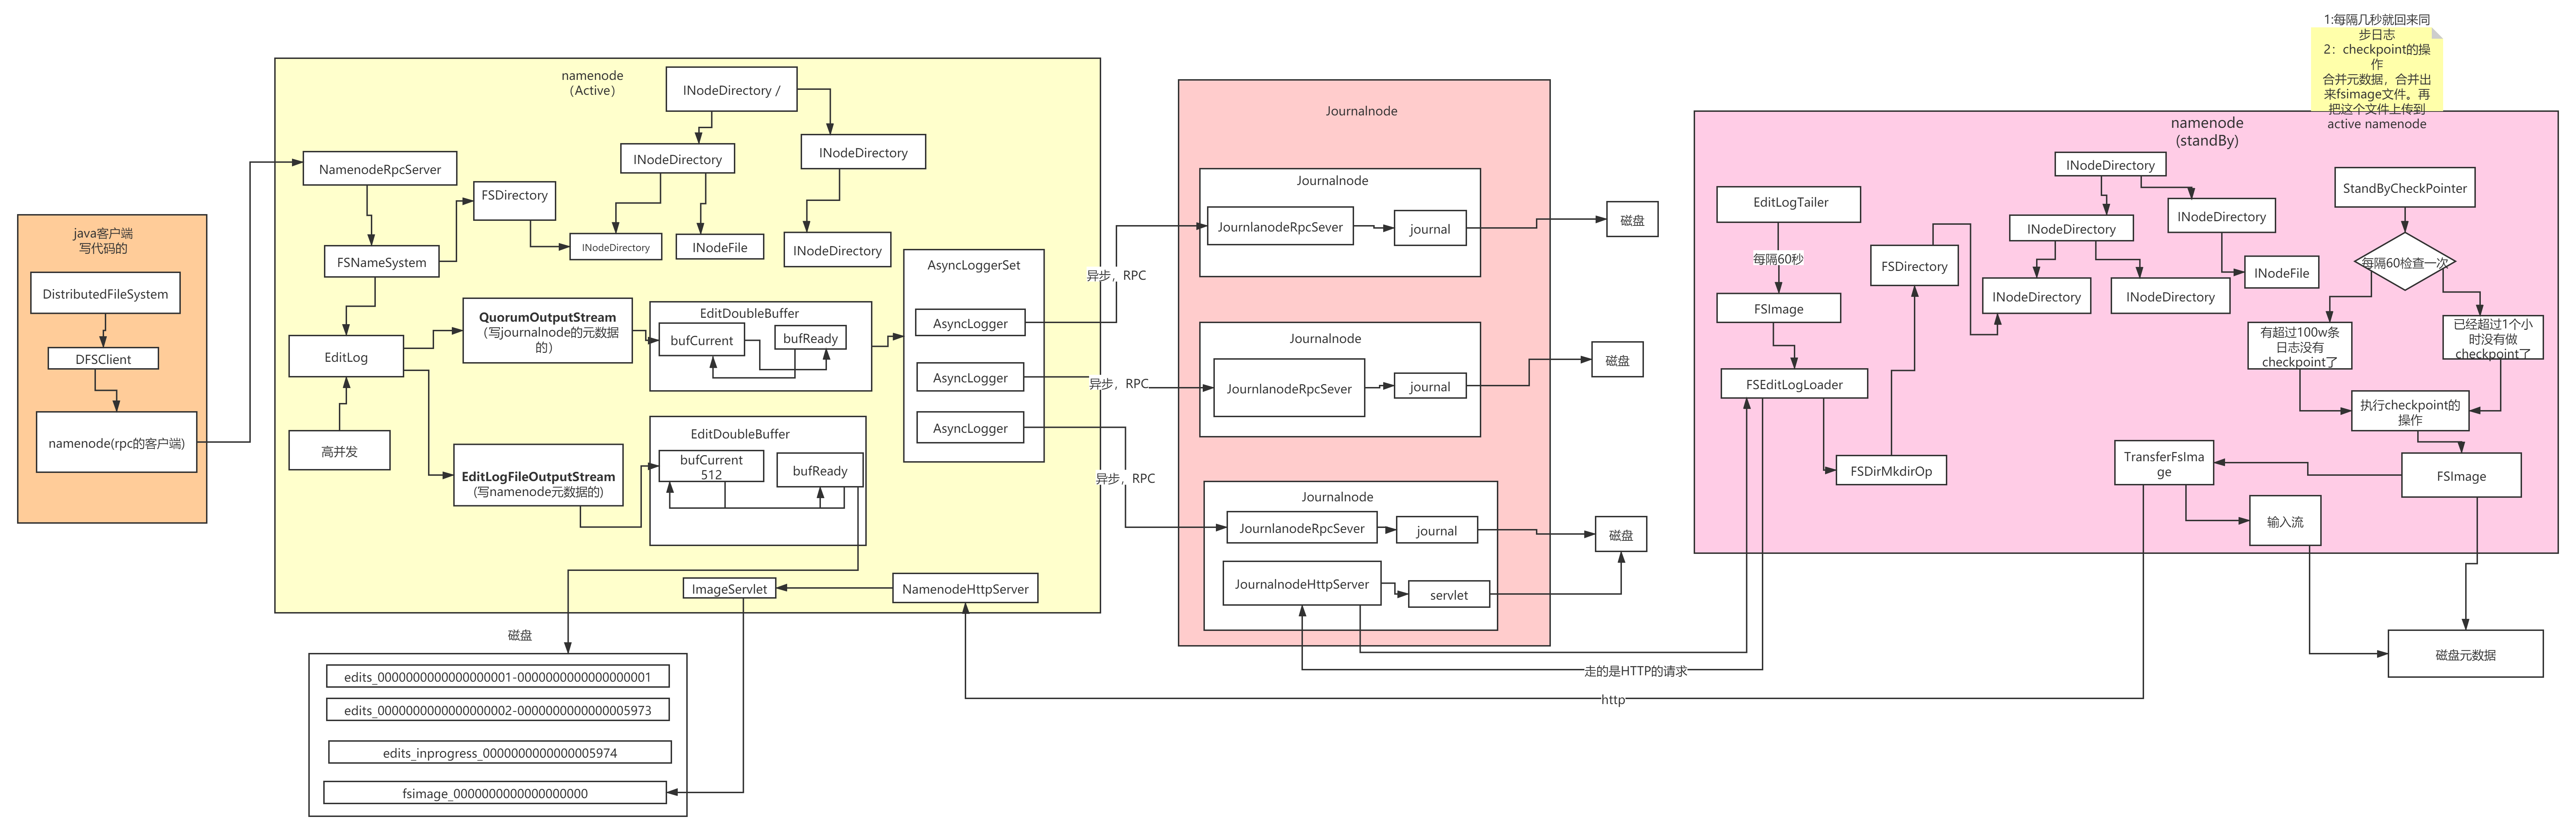 java客户端
写代码的
DistributedFileSystem
DFSClient
namenode(rpc的客户端)
namenode
（Active）
INodeDirectory /
INodeDirectory
INodeDirectory
INodeDirectory
INodeFile
INodeDirectory
NamenodeRpcServer
FSDirectory
FSNameSystem
EditLog
高并发
QuorumOutputStream
（写journalnode的元数据
的）
EditDoubleBuffer
bufCurrent
bufReady
EditLogFileOutputStream
(写namenode元数据的)
EditDoubleBuffer
bufCurrent
512
bufReady
AsyncLoggerSet
AsyncLogger
AsyncLogger
AsyncLogger
ImageServlet
NamenodeHttpServer
磁盘
edits_0000000000000000001-0000000000000000001
edits_0000000000000000002-0000000000000005973
edits_inprogress_0000000000000005974
fsimage_0000000000000000000
异步，RPC
异步，RPC
异步，RPC
Journalnode
Journalnode
JournlanodeRpcSever
journal
磁盘
Journalnode
JournlanodeRpcSever
journal
磁盘
Journalnode
JournlanodeRpcSever
journal
磁盘
JournalnodeHttpServer
servlet
走的是HTTP的请求
http
1:每隔几秒就回来同
步日志
2：checkpoint的操
作
合并元数据，合并出
来fsimage文件。再
把这个文件上传到
active namenode
namenode
(standBy)
EditLogTailer
每隔60秒
FSImage
FSEditLogLoader
FSDirMkdirOp
FSDirectory
INodeDirectory
INodeDirectory
INodeDirectory
INodeDirectory
INodeDirectory
INodeFile
StandByCheckPointer
每隔60检查一次
有超过100w条
日志没有
checkpoint了
已经超过1个小
时没有做
checkpoint了
执行checkpoint的
操作
FSImage
TransferFsIma
ge
输入流
磁盘元数据